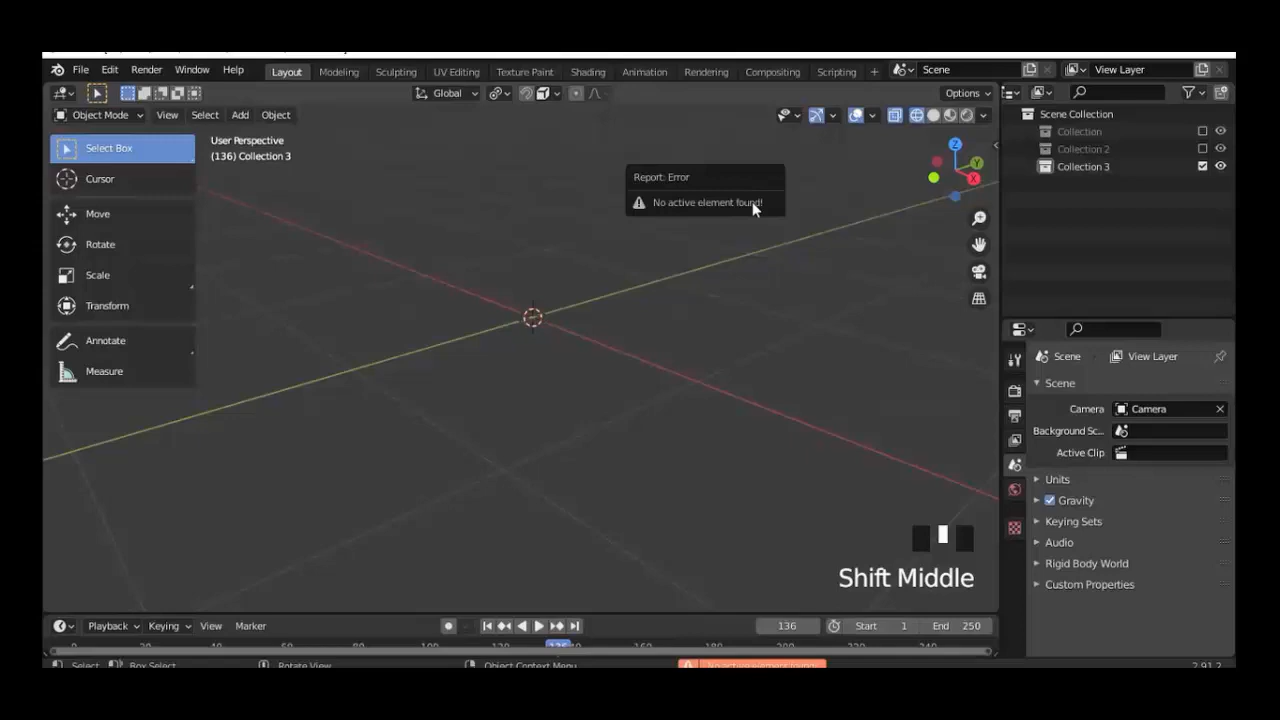 File Edit Render Window Help Layout Modeling Sculpting UV Editing Texture Paint Shading Animation Rendering Compositing Scripting + Scene View Layer
Global Options
Object Mode View Select Add Object
Scene Collection
Collection
Collection 2
Collection 3
User Perspective
(136) Collection 3
Select Box
Cursor
Move
Rotate
Scale
Transform
Annotate
Measure
Report: Error
No active element found!
Z
Y
X
Scene View Layer
Scene
Camera Camera
Background Sc...
Active Clip
Units
Gravity
Keying Sets
Audio
Rigid Body World
Custom Properties
Shift Middle
Playback Keying View Marker 136 Start 1 End 250
Select Box Select Rotate View Object Context Menu No active element found! 2.91.2